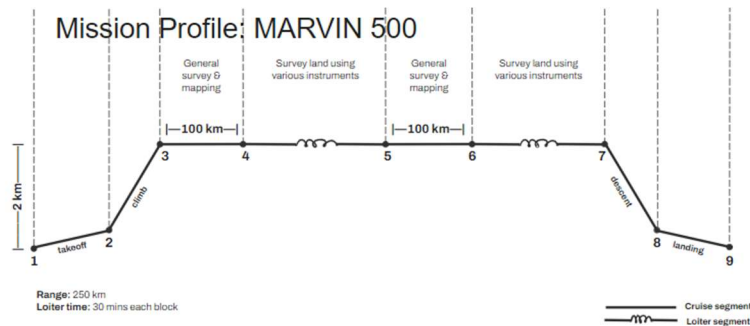 Mission Profile: MARVIN 500
General
survey &
mapping
Survey land using
various instruments
General
survey &
mapping
Survey land using
various instruments
100 km
100 km
3
4
5
6
7
2 km
climb
descent
takeoff
2
1
8
landing
9
Range: 250 km
Loiter time: 30 mins each block
Cruise segment
Loiter segment